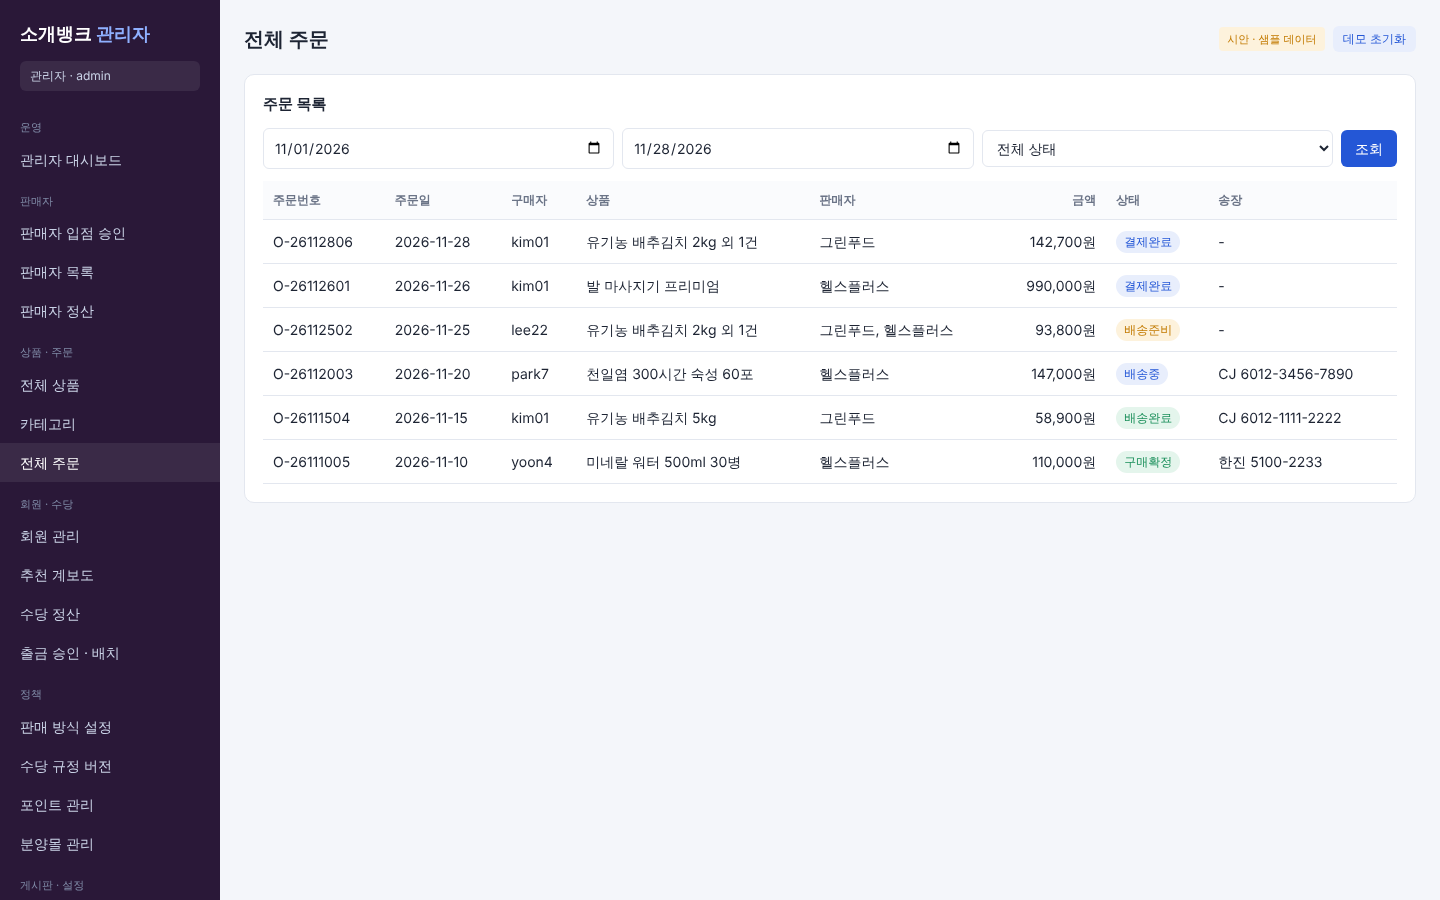 소개뱅크 관리자
관리자 · admin
운영
관리자 대시보드
판매자
판매자 입점 승인
판매자 목록
판매자 정산
상품 · 주문
전체 상품
카테고리
전체 주문
회원 · 수당
회원 관리
추천 계보도
수당 정산
출금 승인 · 배치
정책
판매 방식 설정
수당 규정 버전
포인트 관리
분양몰 관리
게시판 · 설정
전체 주문
시안 · 샘플 데이터 데모 초기화
주문 목록
11/01/2026 11/28/2026 전체 상태 조회
주문번호 주문일 구매자 상품 판매자 금액 상태 송장
O-26112806 2026-11-28 kim01 유기농 배추김치 2kg 외 1건 그린푸드 142,700원 결제완료 -
O-26112601 2026-11-26 kim01 발 마사지기 프리미엄 헬스플러스 990,000원 결제완료 -
O-26112502 2026-11-25 lee22 유기농 배추김치 2kg 외 1건 그린푸드, 헬스플러스 93,800원 배송준비 -
O-26112003 2026-11-20 park7 천일염 300시간 숙성 60포 헬스플러스 147,000원 배송중 CJ 6012-3456-7890
O-26111504 2026-11-15 kim01 유기농 배추김치 5kg 그린푸드 58,900원 배송완료 CJ 6012-1111-2222
O-26111005 2026-11-10 yoon4 미네랄 워터 500ml 30병 헬스플러스 110,000원 구매확정 한진 5100-2233